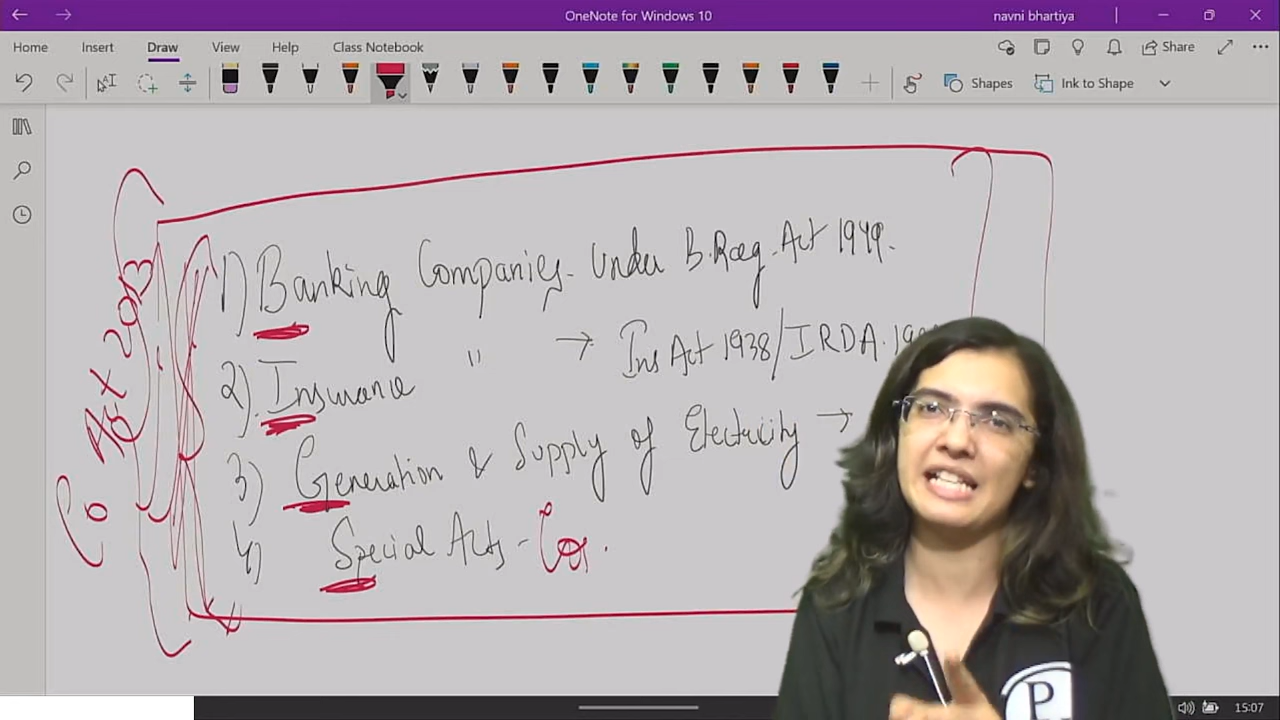 OneNote for Windows 10
navni bhartiya
Home Insert Draw View Help Class Notebook
Share
Shapes Ink to Shape
Co Act 2013
1) Banking Companies. Under B. Reg. Act 1949.
2). Insurance " → Ins Act 1938/IRDA.
3) Generation & Supply of Electricity →
4) Special Acts - Cos.
P
15:07